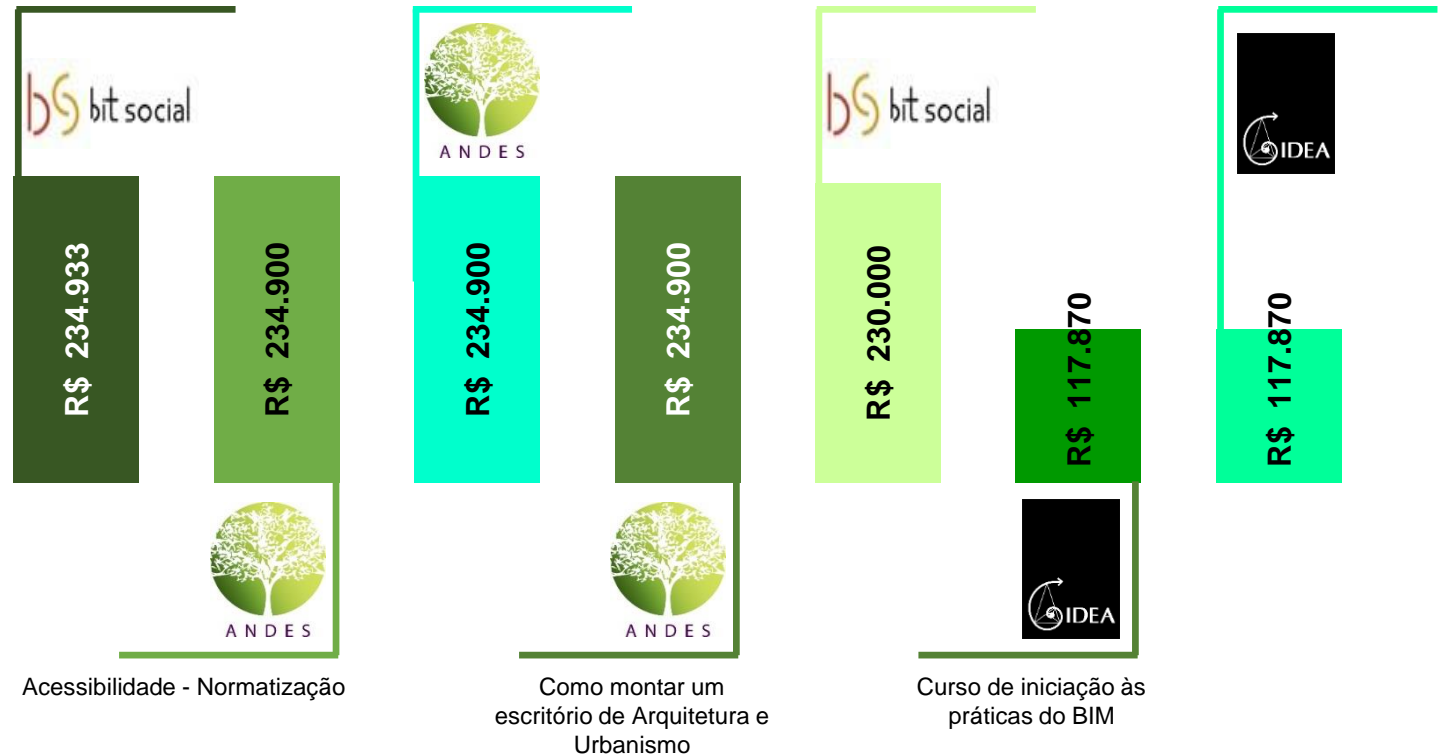 bit social
ANDES
bit social
IDEA
R$ 234.933
R$ 234.900
R$ 234.900
R$ 234.900
R$ 230.000
R$ 117.870
R$ 117.870
ANDES
ANDES
IDEA
Acessibilidade - Normatização
Como montar um
escritório de Arquitetura e
Urbanismo
Curso de iniciação às
práticas do BIM